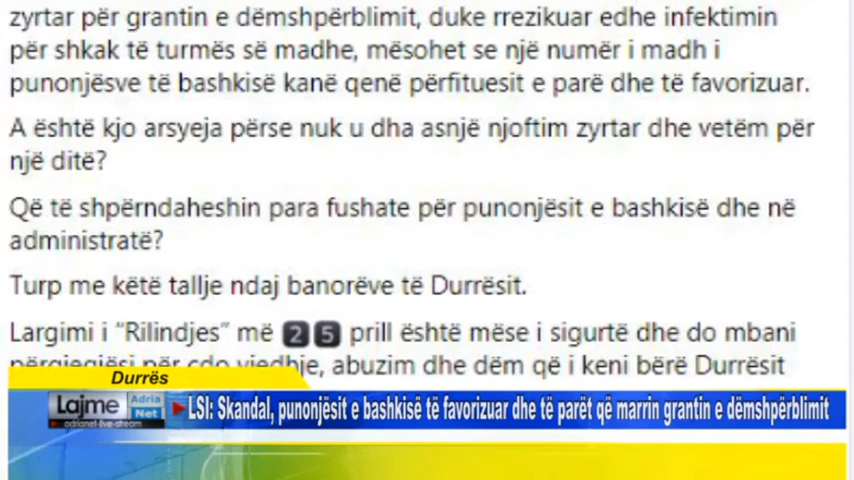 zyrtar për grantin e dëmshpërblimit, duke rrezikuar edhe infektimin
për shkak të turmës së madhe, mësohet se një numër i madh i
punonjësve të bashkisë kanë qenë përfituesit e parë dhe të favorizuar.
A është kjo arsyeja përse nuk u dha asnjë njoftim zyrtar dhe vetëm për
një ditë?
Që të shpërndaheshin para fushate për punonjësit e bashkisë dhe në
administratë?
Turp me këtë tallje ndaj banorëve të Durrësit.
Largimi i “Rilindjes” më 25 prill është mëse i sigurtë dhe do mbani
përgjegjësi për çdo vjedhje, abuzim dhe dëm që i keni bërë Durrësit
Durrës
Lajme Adria Net
LSI: Skandal, punonjësit e bashkisë të favorizuar dhe të parët që marrin grantin e dëmshpërblimit
adrianet-live-stream